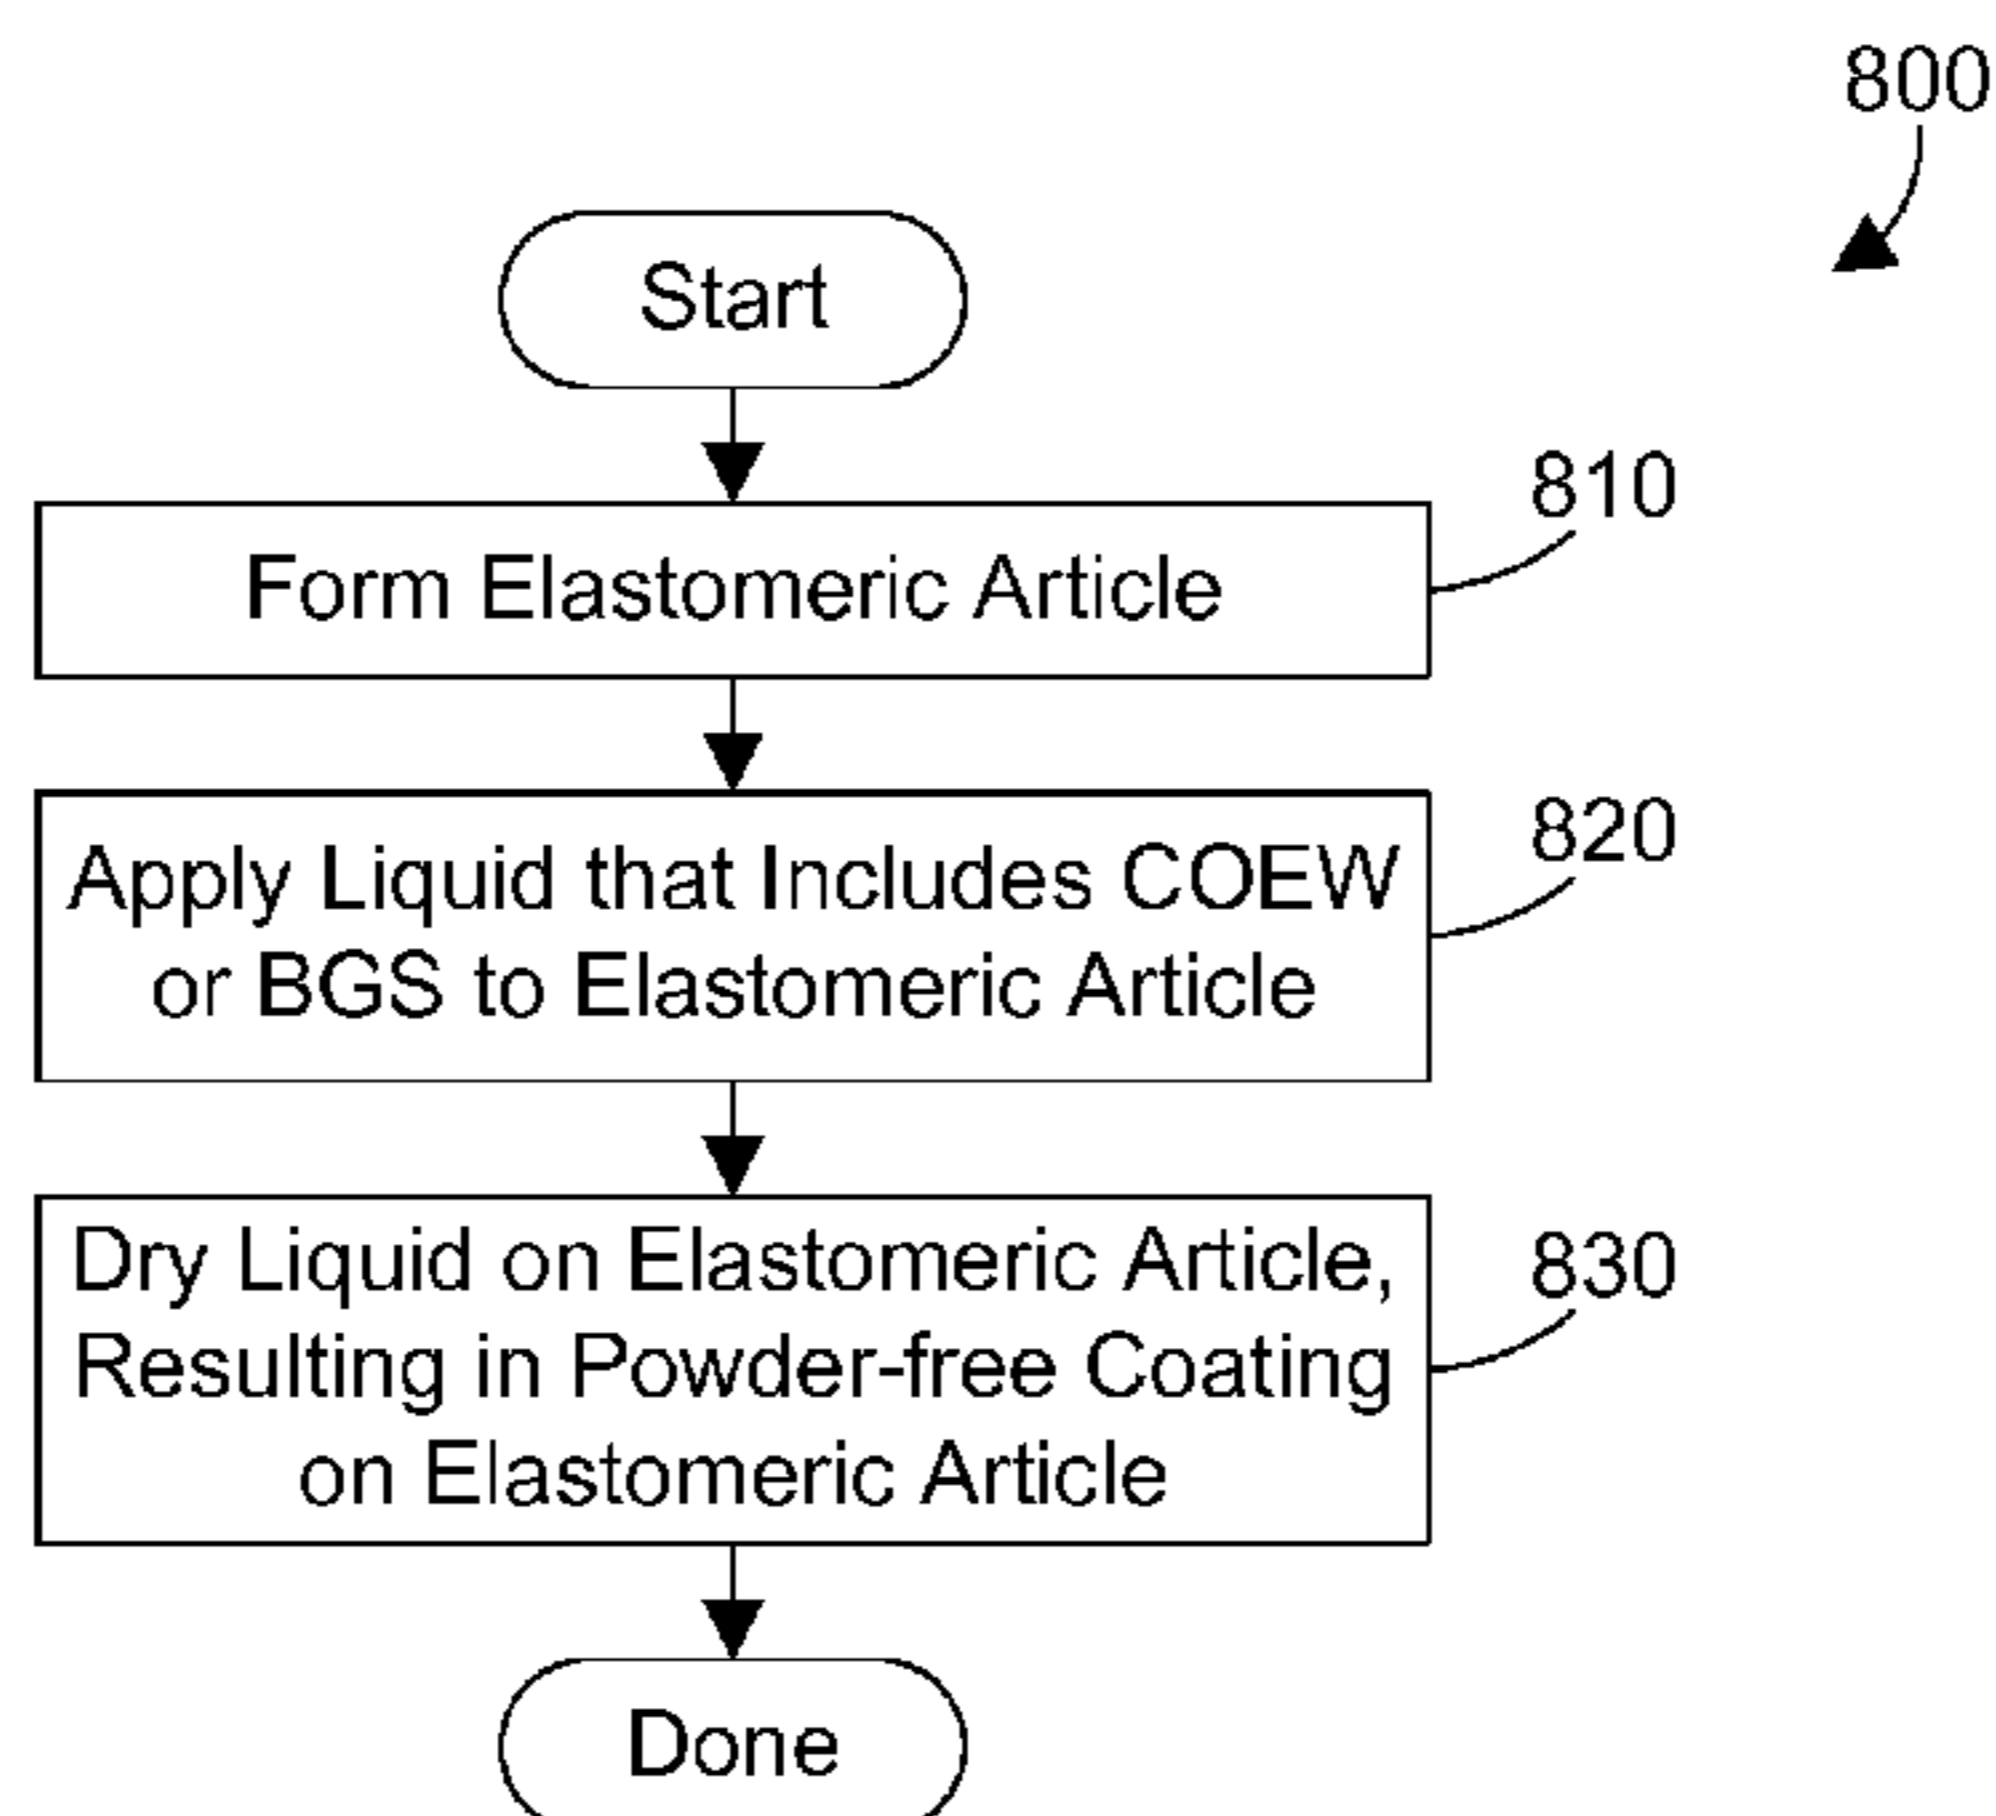 800
Start
810
Form Elastomeric Article
820
Apply Liquid that Includes COEW
or BGS to Elastomeric Article
830
Dry Liquid on Elastomeric Article,
Resulting in Powder-free Coating
on Elastomeric Article
Done